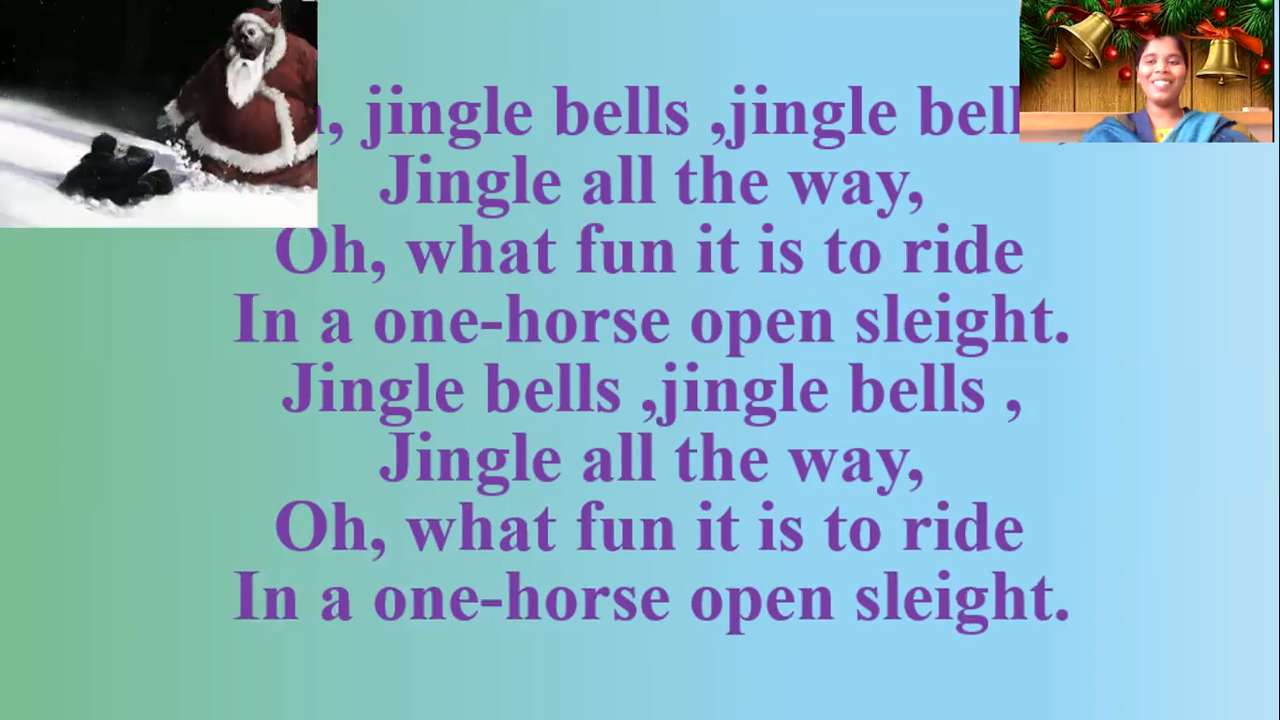 , jingle bells ,jingle bell
Jingle all the way,
Oh, what fun it is to ride
In a one-horse open sleight.
Jingle bells ,jingle bells ,
Jingle all the way,
Oh, what fun it is to ride
In a one-horse open sleight.